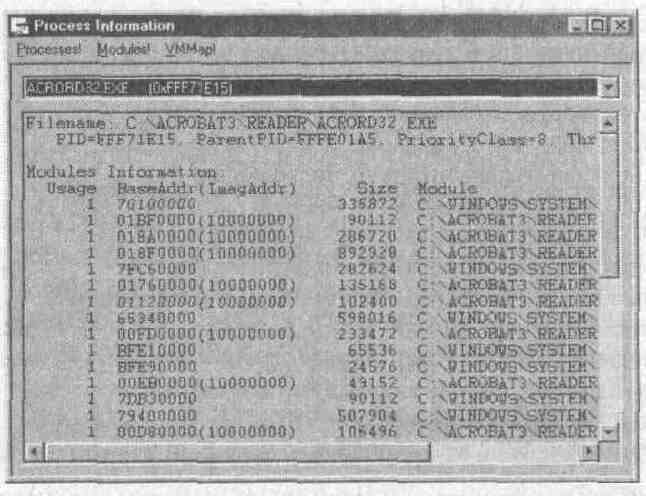 Process Information
Processes! Modules! VMMap!
ACRORD32.EXE (0xFFF71E15)
Filename: C:\ACROBAT3\READER\ACRORD32.EXE
PID=FFF71E15, ParentPID=FFFE01A5, PriorityClass=8, Thr
Modules Information:
Usage BaseAddr(ImagAddr) Size Module
1 70100000 335872 C:\WINDOWS\SYSTEM\
1 01BF0000(10000000) 90112 C:\ACROBAT3\READER
1 018A0000(10000000) 286720 C:\ACROBAT3\READER
1 018F0000(10000000) 892928 C:\ACROBAT3\READER
1 7FC60000 282624 C:\WINDOWS\SYSTEM\
1 01760000(10000000) 135168 C:\ACROBAT3\READER
1 01120000(10000000) 102400 C:\ACROBAT3\READER
1 65340000 598016 C:\WINDOWS\SYSTEM\
1 00FD0000(10000000) 233472 C:\ACROBAT3\READER
1 BFE10000 65536 C:\WINDOWS\SYSTEM\
1 BFE90000 24576 C:\WINDOWS\SYSTEM\
1 00EB0000(10000000) 49152 C:\ACROBAT3\READER
1 7DB30000 90112 C:\WINDOWS\SYSTEM\
1 79400000 507904 C:\WINDOWS\SYSTEM\
1 00D80000(10000000) 106496 C:\ACROBAT3\READER